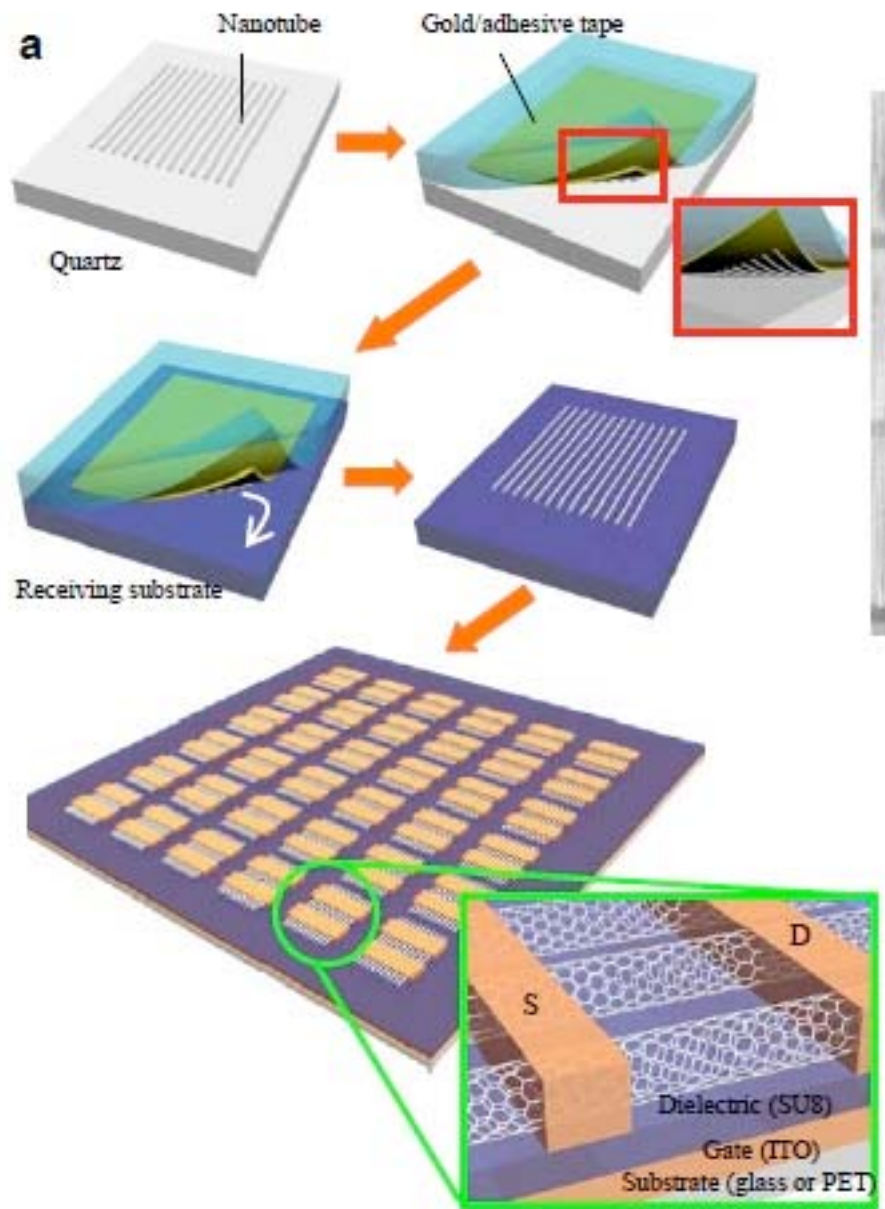 a
Nanotube
Gold/adhesive tape
Quartz
Receiving substrate
S
D
Dielectric (SU8)
Gate (ITO)
Substrate (glass or PET)